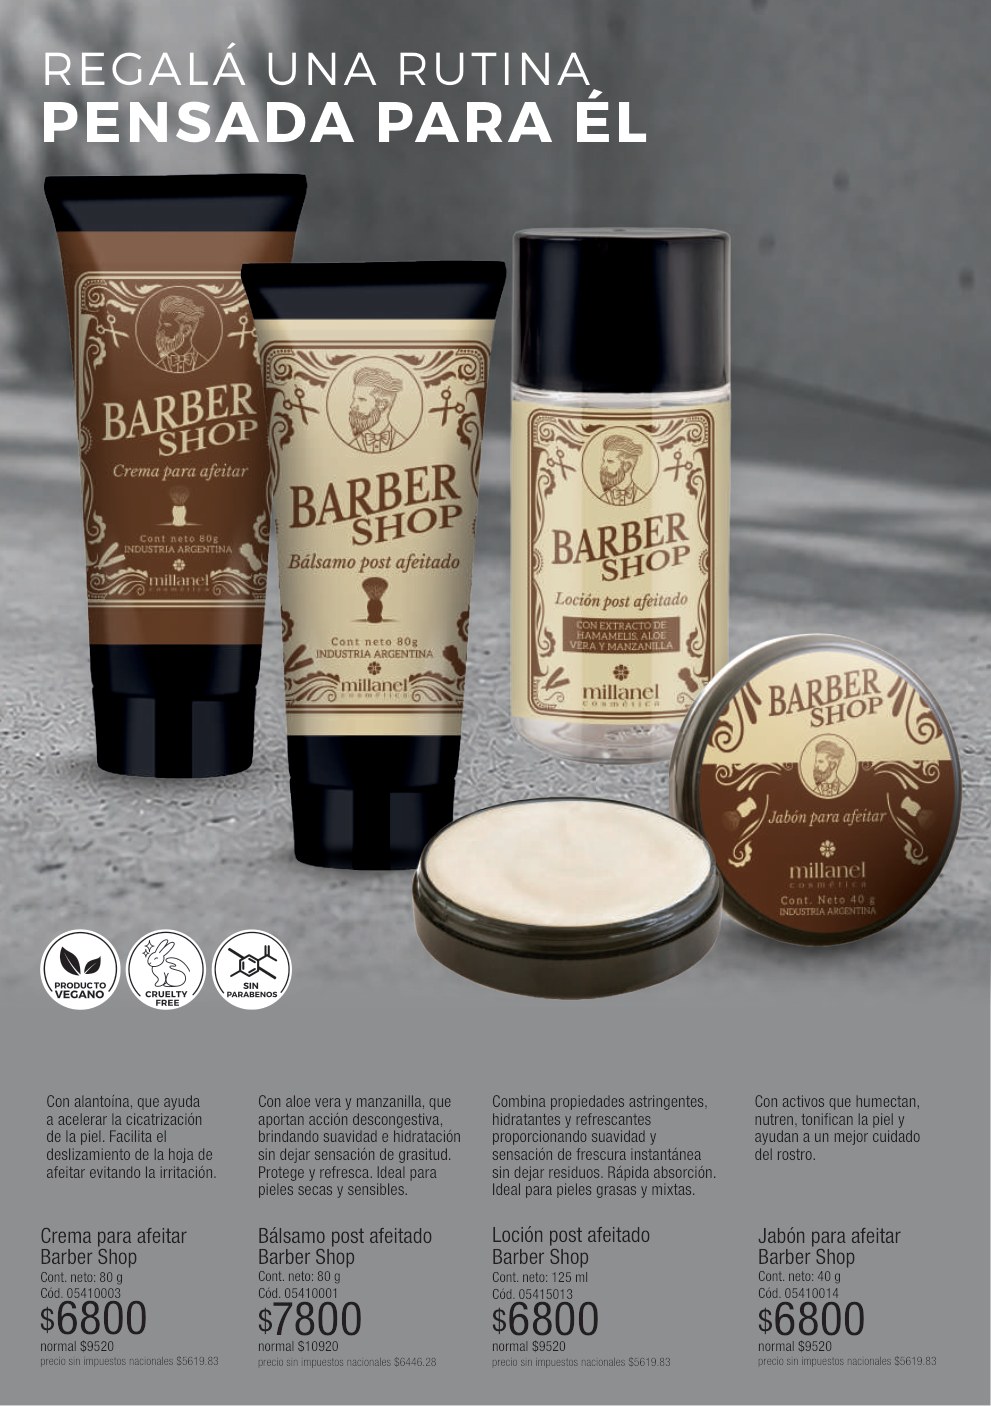 REGALÁ UNA RUTINA
PENSADA PARA ÉL
BARBER
SHOP
Crema para afeitar
Cont neto 80g
INDUSTRIA ARGENTINA
millanel
cosmética
BARBER
SHOP
Bálsamo post afeitado
Cont neto 80g
INDUSTRIA ARGENTINA
millanel
cosmética
BARBER
SHOP
Loción post afeitado
CON EXTRACTO DE
HAMAMELIS, ALOE
VERA Y MANZANILLA
millanel
cosmética
BARBER
SHOP
Jabón para afeitar
millanel
cosmética
Cont. Neto 40 g
INDUSTRIA ARGENTINA
PRODUCTO
VEGANO
CRUELTY
FREE
SIN
PARABENOS
Con alantoína, que ayuda
a acelerar la cicatrización
de la piel. Facilita el
deslizamiento de la hoja de
afeitar evitando la irritación.
Crema para afeitar
Barber Shop
Cont. neto: 80 g
Cód. 05410003
$6800
normal $9520
precio sin impuestos nacionales $5619.83
Con aloe vera y manzanilla, que
aportan acción descongestiva,
brindando suavidad e hidratación
sin dejar sensación de grasitud.
Protege y refresca. Ideal para
pieles secas y sensibles.
Bálsamo post afeitado
Barber Shop
Cont. neto: 80 g
Cód. 05410001
$7800
normal $10920
precio sin impuestos nacionales $6446.28
Combina propiedades astringentes,
hidratantes y refrescantes
proporcionando suavidad y
sensación de frescura instantánea
sin dejar residuos. Rápida absorción.
Ideal para pieles grasas y mixtas.
Loción post afeitado
Barber Shop
Cont. neto: 125 ml
Cód. 05415013
$6800
normal $9520
precio sin impuestos nacionales $5619.83
Con activos que humectan,
nutren, tonifican la piel y
ayudan a un mejor cuidado
del rostro.
Jabón para afeitar
Barber Shop
Cont. neto: 40 g
Cód. 05410014
$6800
normal $9520
precio sin impuestos nacionales $5619.83